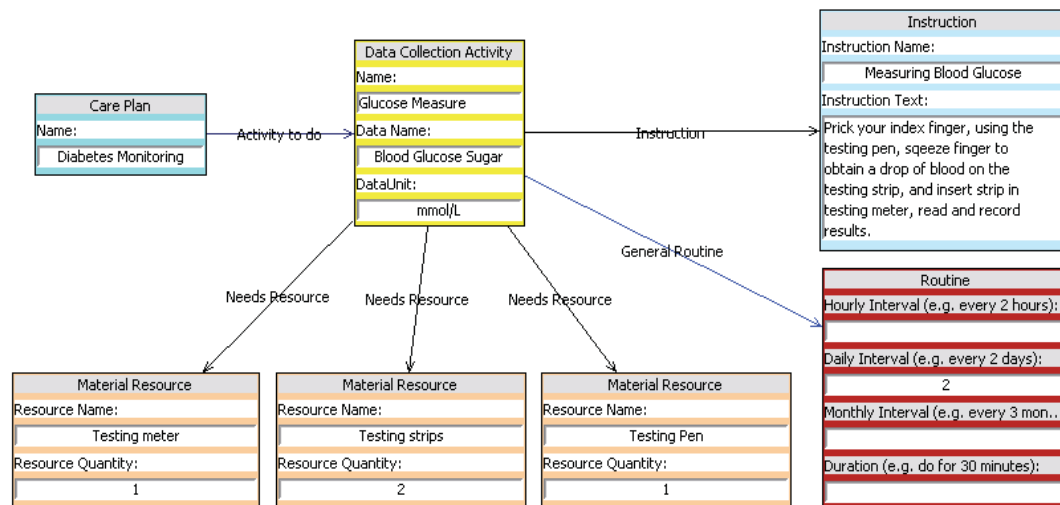 Care Plan
Name:
Diabetes Monitoring
Activity to do
Data Collection Activity
Name:
Glucose Measure
Data Name:
Blood Glucose Sugar
DataUnit:
mmol/L
Instruction
Instruction
Instruction Name:
Measuring Blood Glucose
Instruction Text:
Prick your index finger, using the
testing pen, sqeeze finger to
obtain a drop of blood on the
testing strip, and insert strip in
testing meter, read and record
results.
General Routine
Routine
Hourly Interval (e.g. every 2 hours):
Daily Interval (e.g. every 2 days):
2
Monthly Interval (e.g. every 3 mon...
Duration (e.g. do for 30 minutes):
Needs Resource
Needs Resource
Needs Resource
Material Resource
Resource Name:
Testing meter
Resource Quantity:
1
Material Resource
Resource Name:
Testing strips
Resource Quantity:
2
Material Resource
Resource Name:
Testing Pen
Resource Quantity:
1